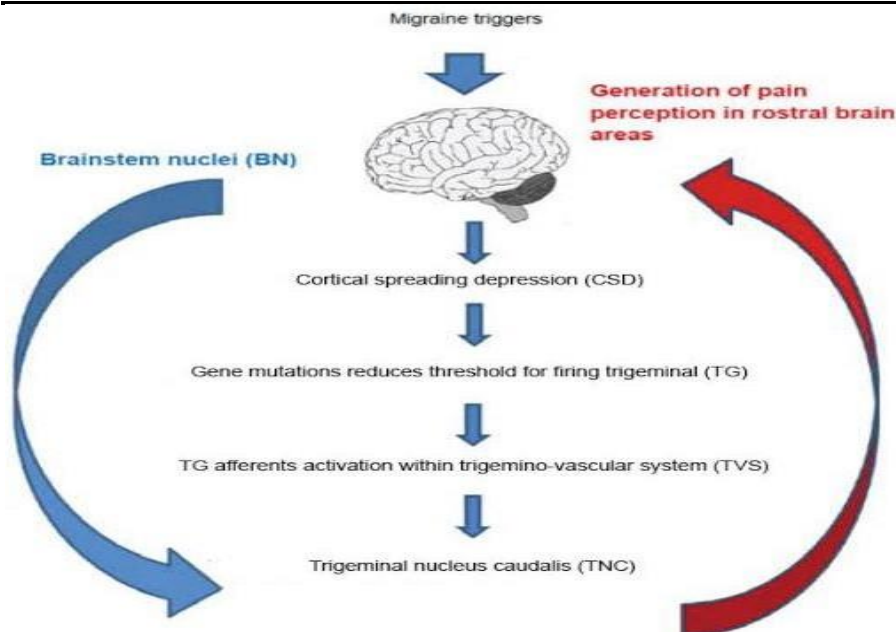 Migraine triggers
Generation of pain
perception in rostral brain
areas
Brainstem nuclei (BN)
Cortical spreading depression (CSD)
Gene mutations reduces threshold for firing trigeminal (TG)
TG afferents activation within trigemino-vascular system (TVS)
Trigeminal nucleus caudalis (TNC)